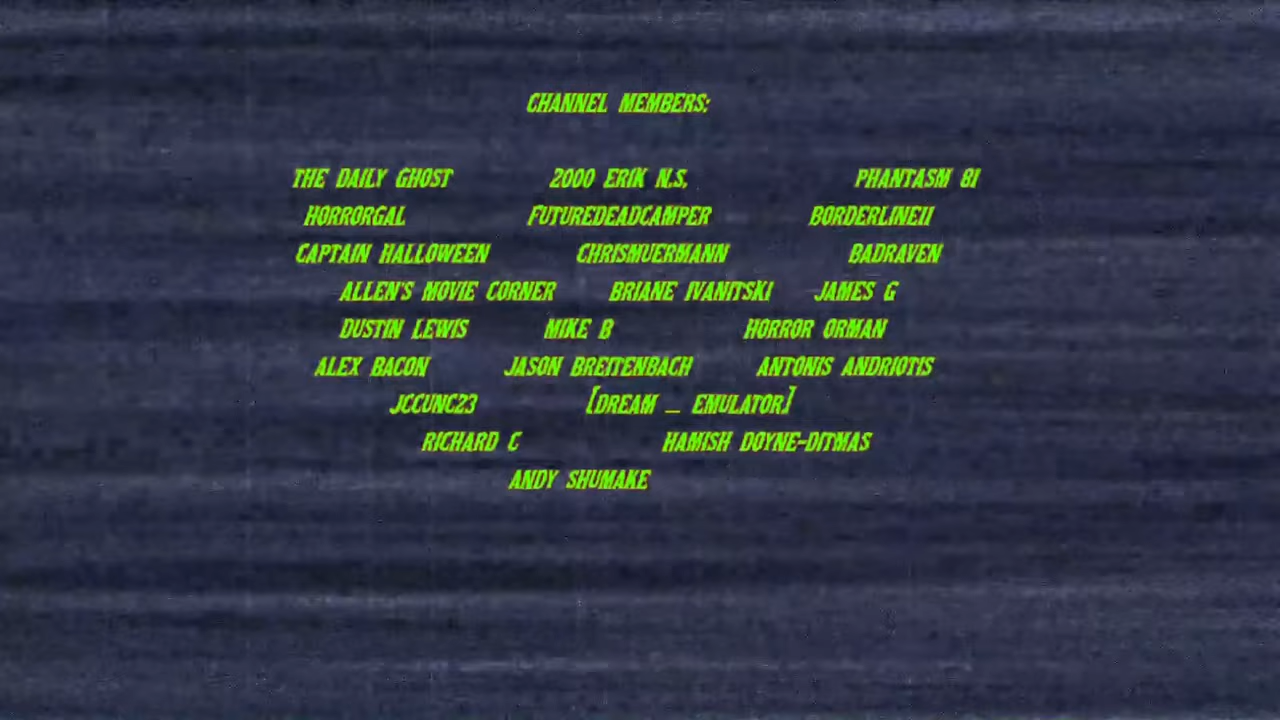 CHANNEL MEMBERS:
THE DAILY GHOST 2000 ERIK N.S. PHANTASM 81
HORRORGAL FUTUREDEADCAMPER BORDERLINE11
CAPTAIN HALLOWEEN CHRISMUERMANN BADRAVEN
ALLEN'S MOVIE CORNER BRIANE IVANITSKI JAMES G
DUSTIN LEWIS MIKE B HORROR ORMAN
ALEX BACON JASON BREITENBACH ANTONIS ANDRIOTIS
JCCUNC23 [DREAM _ EMULATOR]
RICHARD C HAMISH DOYNE-DITMAS
ANDY SHUMAKE